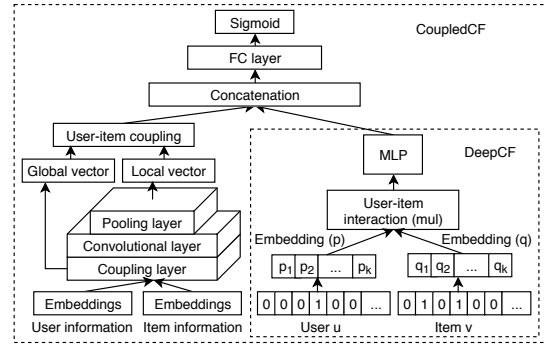 Sigmoid
CoupledCF
FC layer
Concatenation
User-item coupling
Global vector
Local vector
Pooling layer
Convolutional layer
Coupling layer
Embeddings Embeddings
User information Item information
DeepCF
MLP
User-item
interaction (mul)
Embedding (p) Embedding (q)
p1 p2 ... pk q1 q2 ... qk
0 0 0 1 0 0 ... 0 1 0 1 0 0 ...
User u Item v